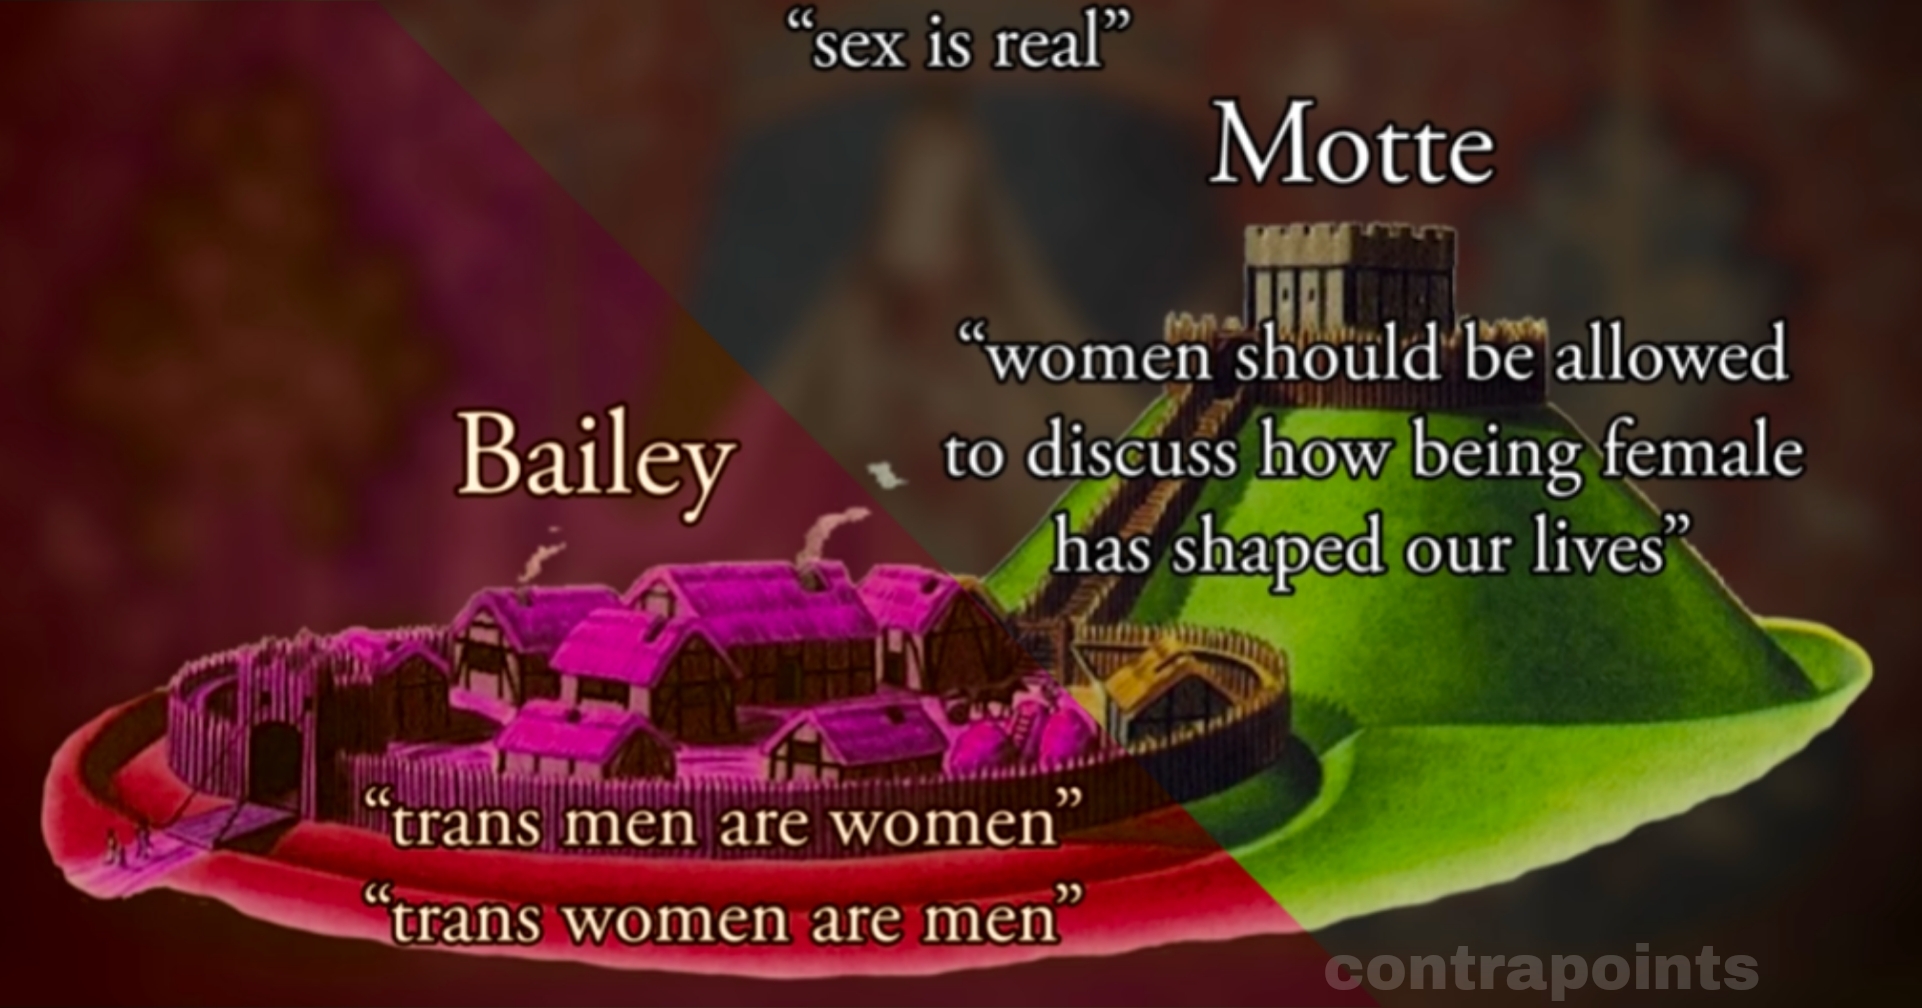 “sex is real”
Motte
“women should be allowed
to discuss how being female
has shaped our lives”
Bailey
“trans men are women”
“trans women are men”
contrapoints